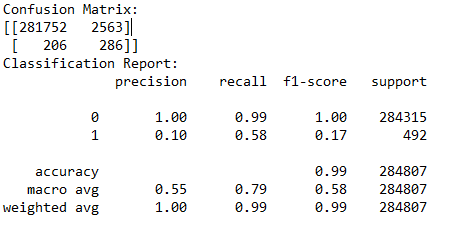 Confusion Matrix:
[[281752   2563]
 [   206    286]]
Classification Report:
              precision    recall  f1-score   support

           0       1.00      0.99      1.00    284315
           1       0.10      0.58      0.17       492

    accuracy                           0.99    284807
   macro avg       0.55      0.79      0.58    284807
weighted avg       1.00      0.99      0.99    284807